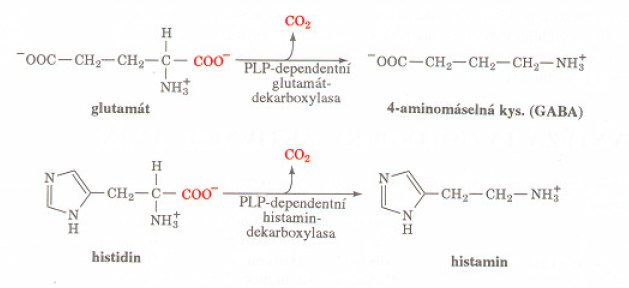 CO₂
H
⁻OOC—CH₂—CH₂—C—COO⁻
NH₃⁺
glutamát
PLP-dependentní
glutamát-
dekarboxylasa
⁻OOC—CH₂—CH₂—CH₂—NH₃⁺
4-aminomáselná kys. (GABA)
CO₂
H
N
CH₂—C—COO⁻
N
H
NH₃⁺
histidin
PLP-dependentní
histamin-
dekarboxylasa
N
CH₂—CH₂—NH₃⁺
N
H
histamin